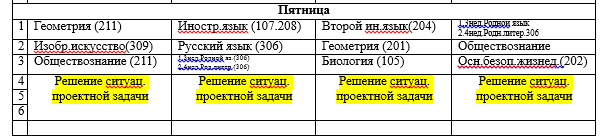 Пятница
1 Геометрия (211) Иностр.язык (107.208) Второй ин.язык(204) 1.3нед.Родной язык
2.4нед.Родн.литер.306
2 Изобр.искусство(309) Русский язык (306) Геометрия (201) Обществознание
3 Обществознание (211) 1.3нед.Родной яз.(306) Биология (105) Осн.безоп.жизнед.(202)
2.4нед.Род.литер.(306)
4 Решение ситуац. Решение ситуац. Решение ситуац. Решение ситуац.
5 проектной задачи проектной задачи проектной задачи проектной задачи
6